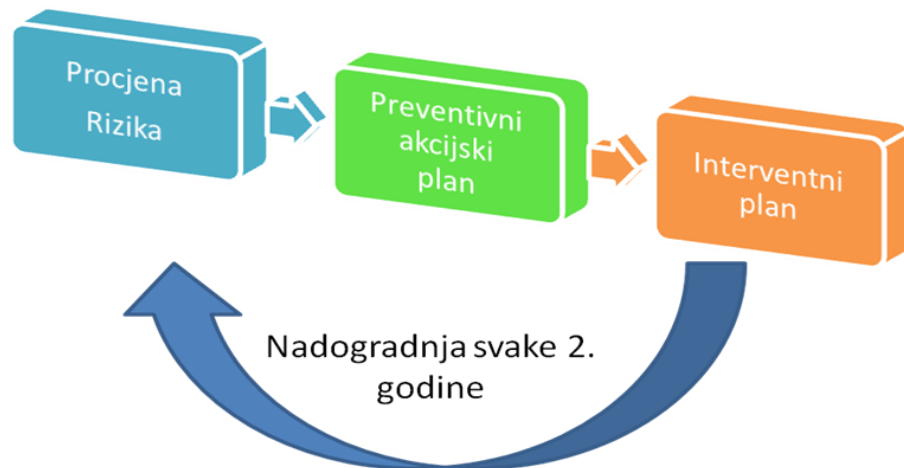 Procjena
Rizika
Preventivni
akcijski
plan
Interventni
plan
Nadogradnja svake 2.
godine